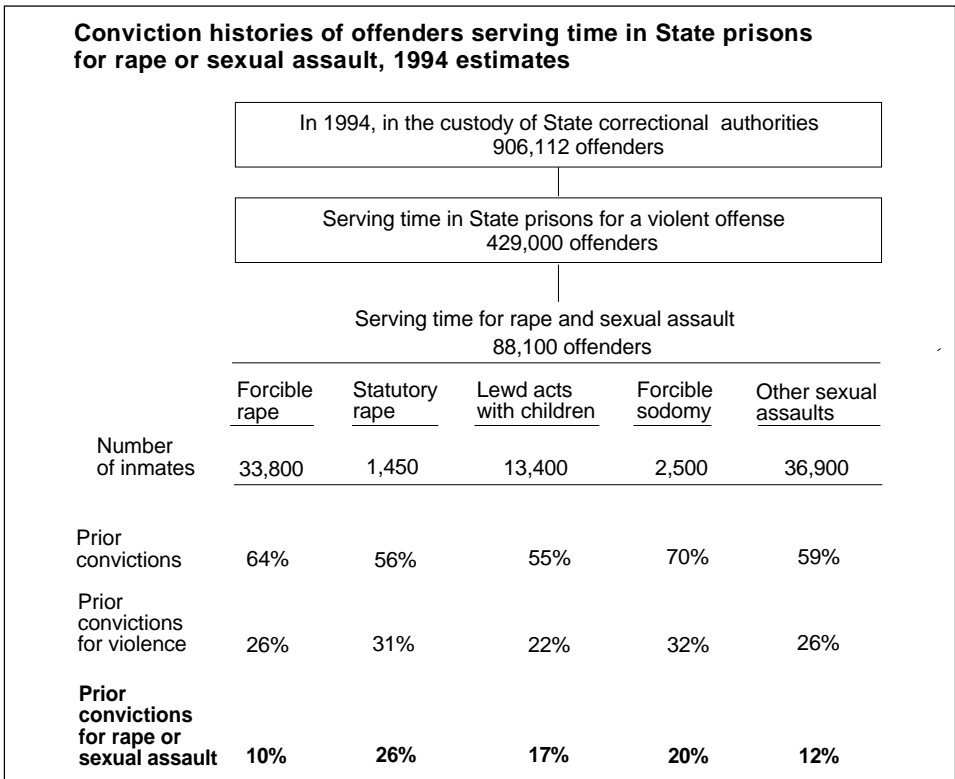 Conviction histories of offenders serving time in State prisons
for rape or sexual assault, 1994 estimates
In 1994, in the custody of State correctional authorities
906,112 offenders
Serving time in State prisons for a violent offense
429,000 offenders
Serving time for rape and sexual assault
88,100 offenders
Forcible rape Statutory rape Lewd acts with children Forcible sodomy Other sexual assaults
Number
of inmates 33,800 1,450 13,400 2,500 36,900
Prior
convictions 64% 56% 55% 70% 59%
Prior
convictions
for violence 26% 31% 22% 32% 26%
Prior
convictions
for rape or
sexual assault 10% 26% 17% 20% 12%